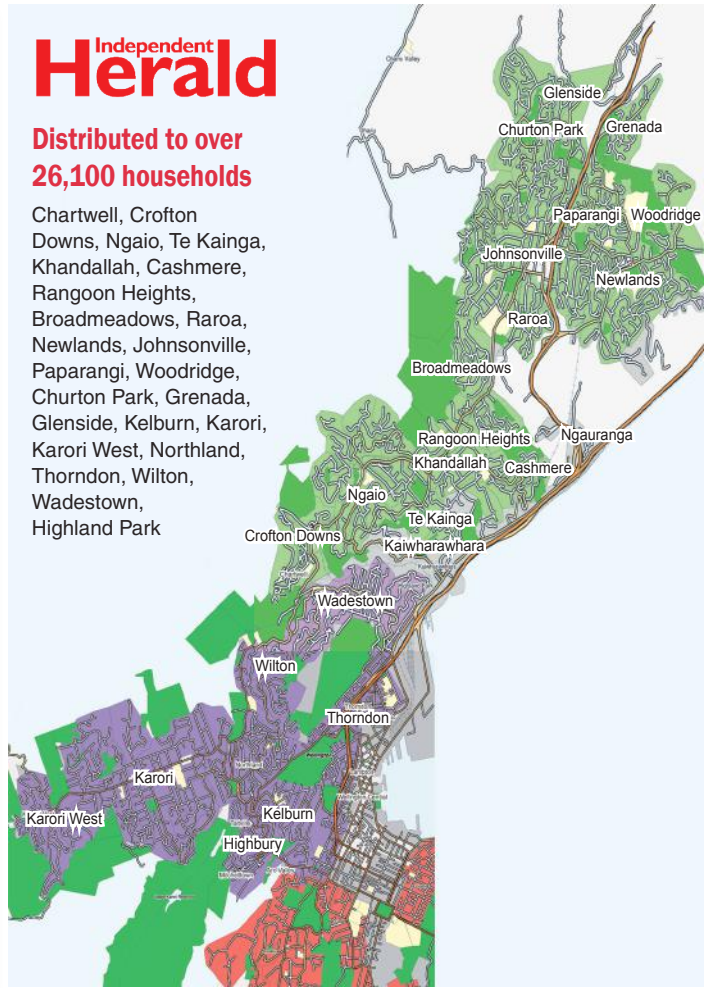 Independent
Herald
Distributed to over
26,100 households
Chartwell, Crofton
Downs, Ngaio, Te Kainga,
Khandallah, Cashmere,
Rangoon Heights,
Broadmeadows, Raroa,
Newlands, Johnsonville,
Paparangi, Woodridge,
Churton Park, Grenada,
Glenside, Kelburn, Karori,
Karori West, Northland,
Thorndon, Wilton,
Wadestown,
Highland Park
Glenside
Churton Park
Grenada
Paparangi
Woodridge
Johnsonville
Newlands
Raroa
Broadmeadows
Rangoon Heights
Ngauranga
Khandallah
Cashmere
Ngaio
Te Kainga
Crofton Downs
Kaiwharawhara
Wadestown
Wilton
Thorndon
Northland
Karori
Kelburn
Karori West
Highbury